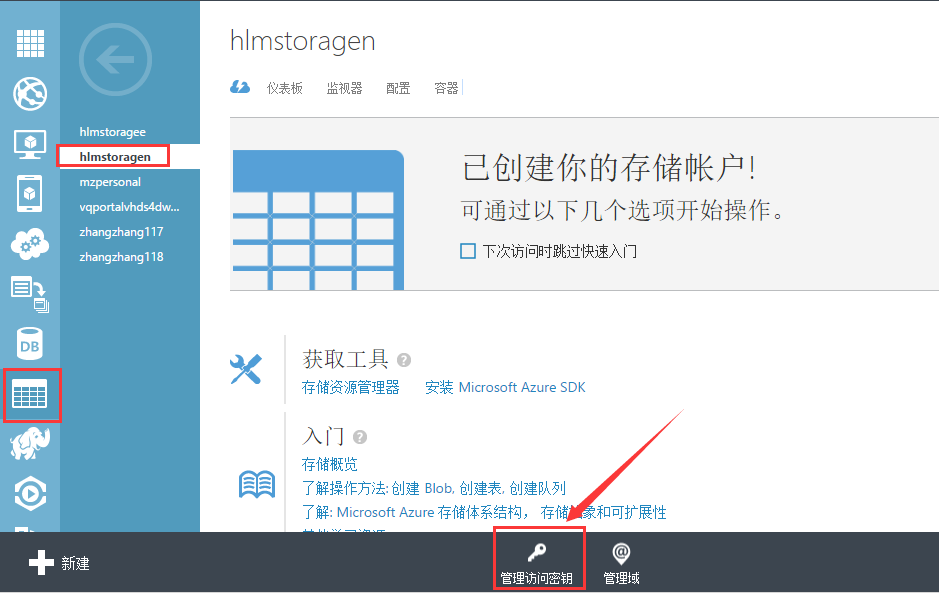 hlmstoragen
仪表板 监视器 配置 容器
hlmstoragee
hlmstoragen
mzpersonal
vqportalvhds4dw...
zhangzhang117
zhangzhang118
已创建你的存储帐户!
可通过以下几个选项开始操作。
下次访问时跳过快速入门
获取工具 ?
存储资源管理器 安装 Microsoft Azure SDK
入门 ?
存储概览
了解操作方法: 创建 Blob, 创建表, 创建队列
了解: Microsoft Azure 存储体系结构， 存储抽象和可扩展性
DB
新建
管理访问密钥
管理域